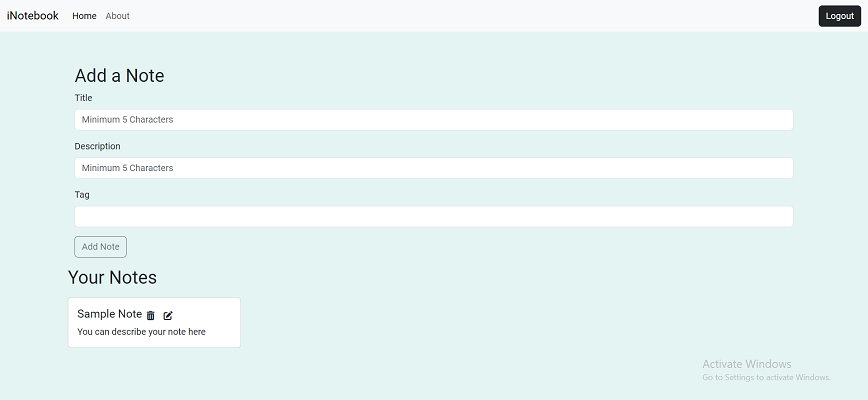 iNotebook Home About Logout
Add a Note
Title
Minimum 5 Characters
Description
Minimum 5 Characters
Tag
Add Note
Your Notes
Sample Note
You can describe your note here
Activate Windows
Go to Settings to activate Windows.